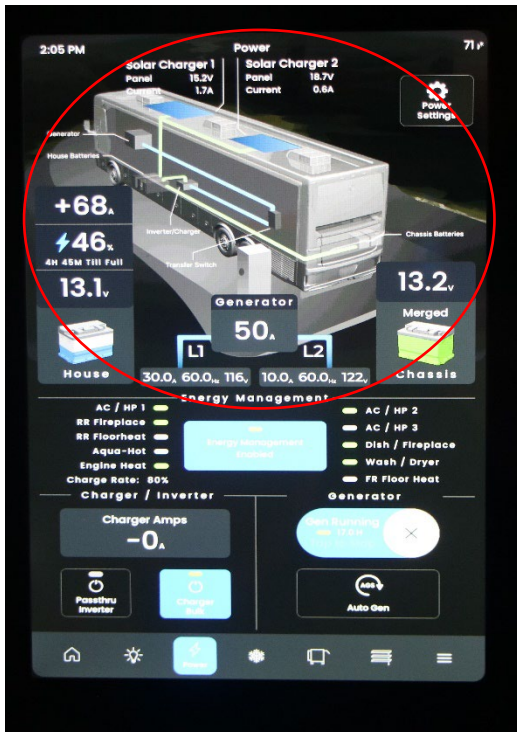 2:05 PM
Power
71
Solar Charger 1
Panel 15.2V
Current 1.7A
Solar Charger 2
Panel 18.7V
Current 0.6A
Power
Settings
Generator
House Batteries
Inverter/Charger
Transfer Switch
Chassis Batteries
+68A
46%
4H 45M Till Full
13.1V
House
Generator
50A
L1
L2
30.0A 60.0Hz 116V
10.0A 60.0Hz 122V
13.2V
Merged
Chassis
Energy Management
AC / HP 1
RR Fireplace
RR Floorheat
Aqua-Hot
Engine Heat
Charge Rate: 80%
Energy Management
Enabled
AC / HP 2
AC / HP 3
Dish / Fireplace
Wash / Dryer
FR Floor Heat
Charger / Inverter
Charger Amps
-0A
Passthru
Inverter
Charger
Bulk
Generator
Gen Running
17.0 H
AGS
Auto Gen
Power